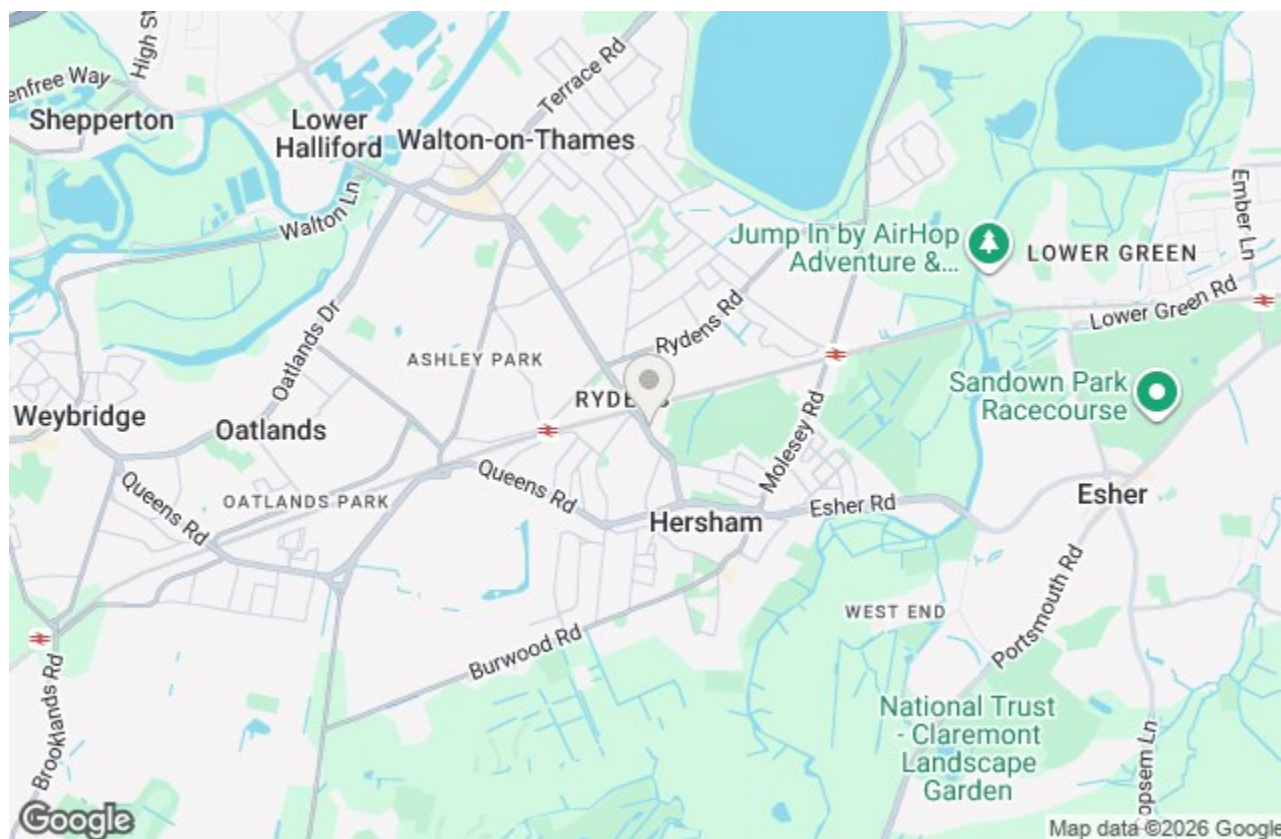 High St
enfree Way
Shepperton
Lower
Halliford
Terrace Rd
Walton-on-Thames
Walton Ln
Ember Ln
Jump In by AirHop
Adventure &...
LOWER GREEN
Lower Green Rd
Oatlands Dr
Rydens Rd
ASHLEY PARK
RYDENS
Sandown Park
Racecourse
Weybridge
Oatlands
Molesey Rd
Queens Rd
OATLANDS PARK
Queens Rd
Hersham
Esher Rd
Esher
WEST END
Portsmouth Rd
Burwood Rd
Brooklands Rd
National Trust
- Claremont
Landscape
Garden
opsem Ln
Google
Map data ©2026 Google